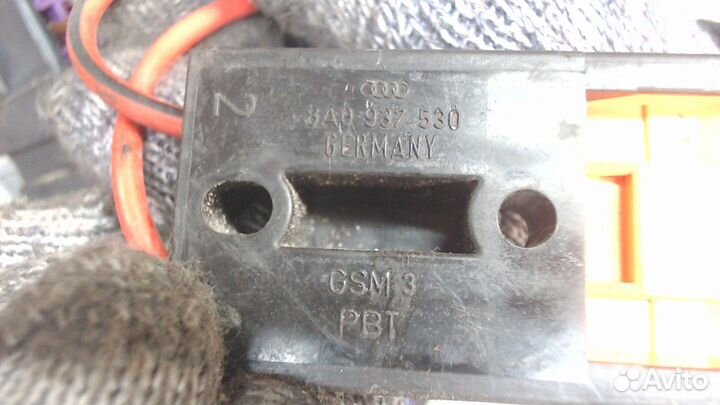 2
8A0 937 530
GERMANY
GSM 3
PBT
Avito